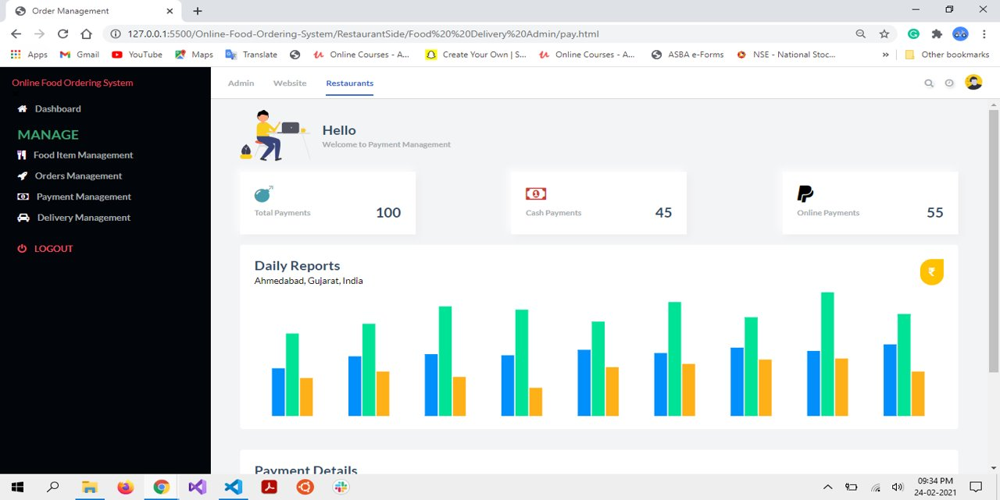 Order Management
127.0.0.1:5500/Online-Food-Ordering-System/RestaurantSide/Food%20%20Delivery%20Admin/pay.html
Apps Gmail YouTube Maps Translate Online Courses - A... Create Your Own | S... Online Courses - A... ASBA e-Forms NSE - National Stoc... » Other bookmarks
Online Food Ordering System
Admin Website Restaurants
Dashboard
MANAGE
Food Item Management
Orders Management
Payment Management
Delivery Management
LOGOUT
Hello
Welcome to Payment Management
Total Payments 100
Cash Payments 45
Online Payments 55
Daily Reports
Ahmedabad, Gujarat, India
₹
Payment Details
09:34 PM
24-02-2021